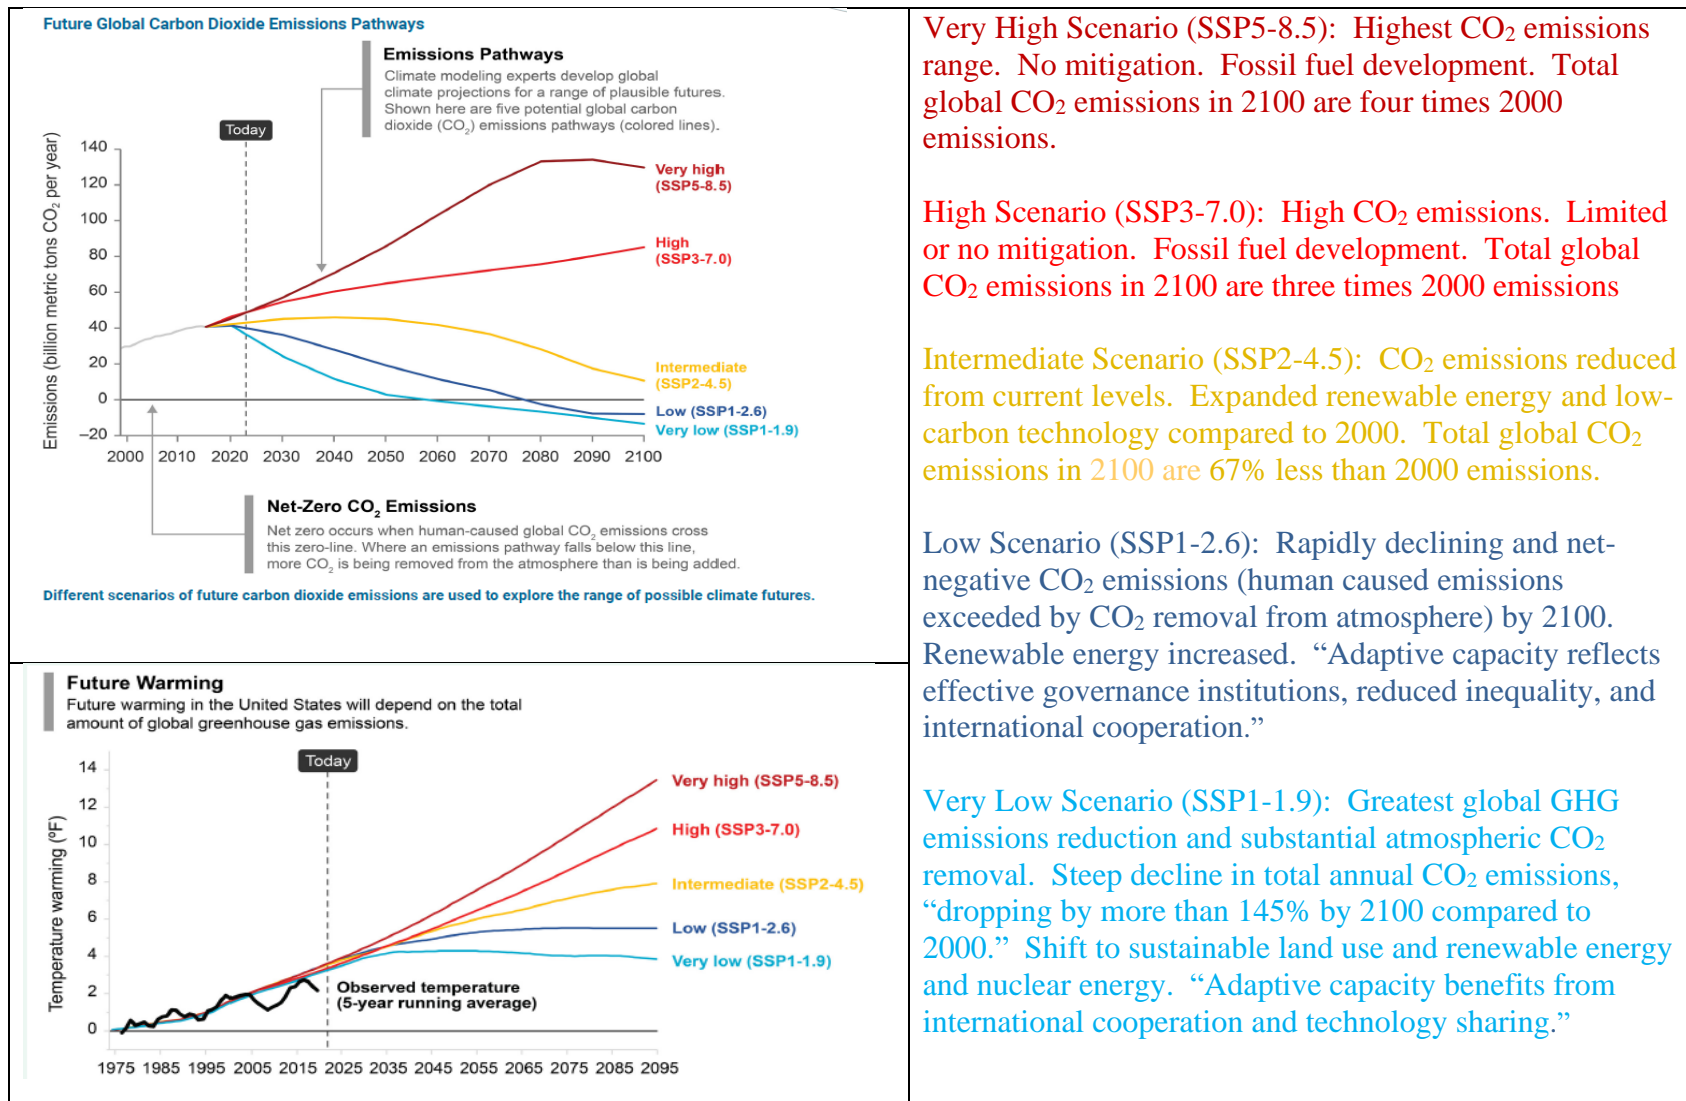 Future Global Carbon Dioxide Emissions Pathways
Emissions Pathways
Climate modeling experts develop global
climate projections for a range of plausible futures.
Shown here are five potential global carbon
dioxide (CO₂) emissions pathways (colored lines).
Today
Emissions (billion metric tons CO₂ per year)
140
120
100
80
60
40
20
0
−20
Very high
(SSP5-8.5)
High
(SSP3-7.0)
Intermediate
(SSP2-4.5)
Low (SSP1-2.6)
Very low (SSP1-1.9)
2000 2010 2020 2030 2040 2050 2060 2070 2080 2090 2100
Net-Zero CO₂ Emissions
Net zero occurs when human-caused global CO₂ emissions cross
this zero-line. Where an emissions pathway falls below this line,
more CO₂ is being removed from the atmosphere than is being added.
Different scenarios of future carbon dioxide emissions are used to explore the range of possible climate futures.
Future Warming
Future warming in the United States will depend on the total
amount of global greenhouse gas emissions.
Today
Temperature warming (ºF)
14
12
10
8
6
4
2
0
Very high (SSP5-8.5)
High (SSP3-7.0)
Intermediate (SSP2-4.5)
Low (SSP1-2.6)
Very low (SSP1-1.9)
Observed temperature
(5-year running average)
1975 1985 1995 2005 2015 2025 2035 2045 2055 2065 2075 2085 2095
Very High Scenario (SSP5-8.5): Highest CO₂ emissions
range. No mitigation. Fossil fuel development. Total
global CO₂ emissions in 2100 are four times 2000
emissions.
High Scenario (SSP3-7.0): High CO₂ emissions. Limited
or no mitigation. Fossil fuel development. Total global
CO₂ emissions in 2100 are three times 2000 emissions
Intermediate Scenario (SSP2-4.5): CO₂ emissions reduced
from current levels. Expanded renewable energy and low-
carbon technology compared to 2000. Total global CO₂
emissions in 2100 are 67% less than 2000 emissions.
Low Scenario (SSP1-2.6): Rapidly declining and net-
negative CO₂ emissions (human caused emissions
exceeded by CO₂ removal from atmosphere) by 2100.
Renewable energy increased. “Adaptive capacity reflects
effective governance institutions, reduced inequality, and
international cooperation.”
Very Low Scenario (SSP1-1.9): Greatest global GHG
emissions reduction and substantial atmospheric CO₂
removal. Steep decline in total annual CO₂ emissions,
“dropping by more than 145% by 2100 compared to
2000.” Shift to sustainable land use and renewable energy
and nuclear energy. “Adaptive capacity benefits from
international cooperation and technology sharing.”